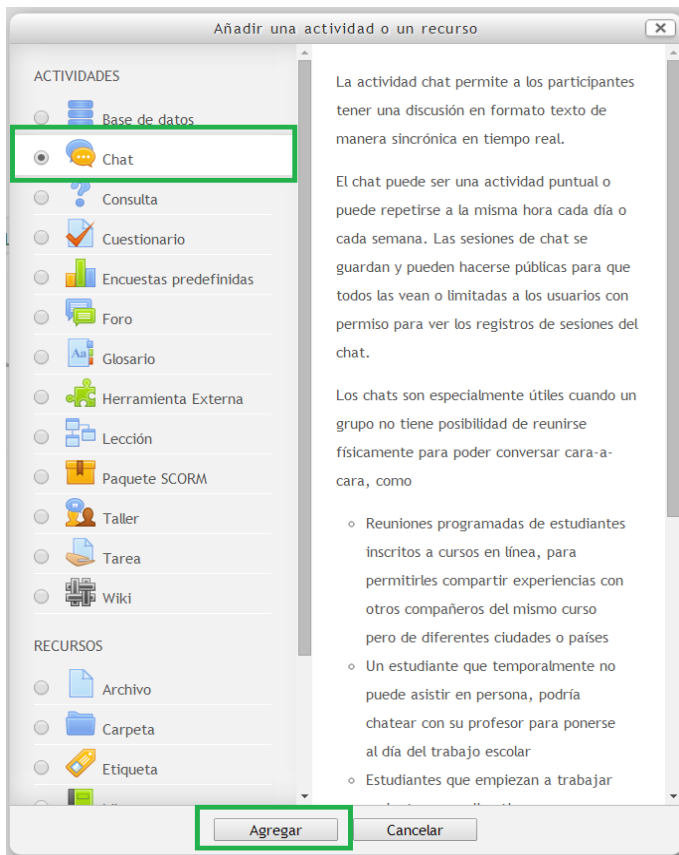 Añadir una actividad o un recurso
ACTIVIDADES
Base de datos
Chat
Consulta
Cuestionario
Encuestas predefinidas
Foro
Glosario
Herramienta Externa
Lección
Paquete SCORM
Taller
Tarea
Wiki
RECURSOS
Archivo
Carpeta
Etiqueta
La actividad chat permite a los participantes
tener una discusión en formato texto de
manera sincrónica en tiempo real.
El chat puede ser una actividad puntual o
puede repetirse a la misma hora cada día o
cada semana. Las sesiones de chat se
guardan y pueden hacerse públicas para que
todos las vean o limitadas a los usuarios con
permiso para ver los registros de sesiones del
chat.
Los chats son especialmente útiles cuando un
grupo no tiene posibilidad de reunirse
físicamente para poder conversar cara-a-
cara, como
Reuniones programadas de estudiantes
inscritos a cursos en línea, para
permitirles compartir experiencias con
otros compañeros del mismo curso
pero de diferentes ciudades o países
Un estudiante que temporalmente no
puede asistir en persona, podría
chatear con su profesor para ponerse
al día del trabajo escolar
Estudiantes que empiezan a trabajar
Agregar
Cancelar